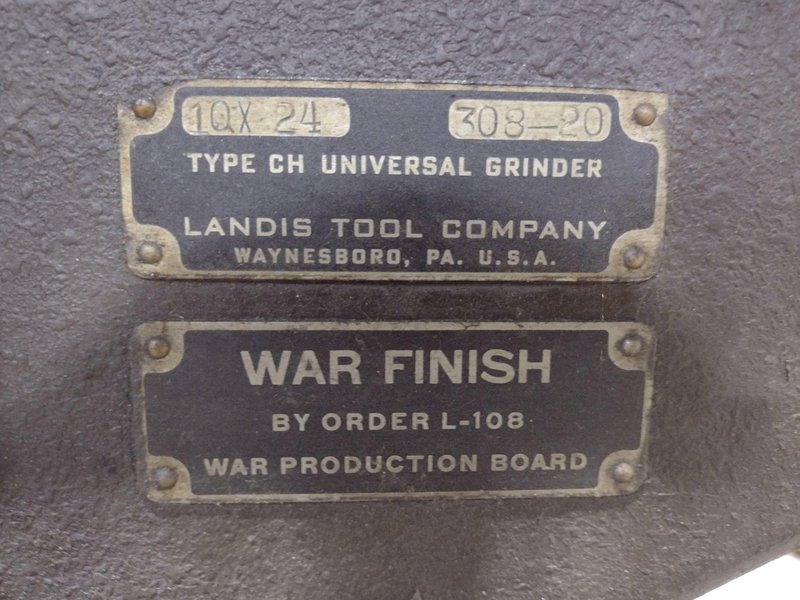 10X 24 308-20
TYPE CH UNIVERSAL GRINDER
LANDIS TOOL COMPANY
WAYNESBORO, PA. U.S.A.
WAR FINISH
BY ORDER L-108
WAR PRODUCTION BOARD